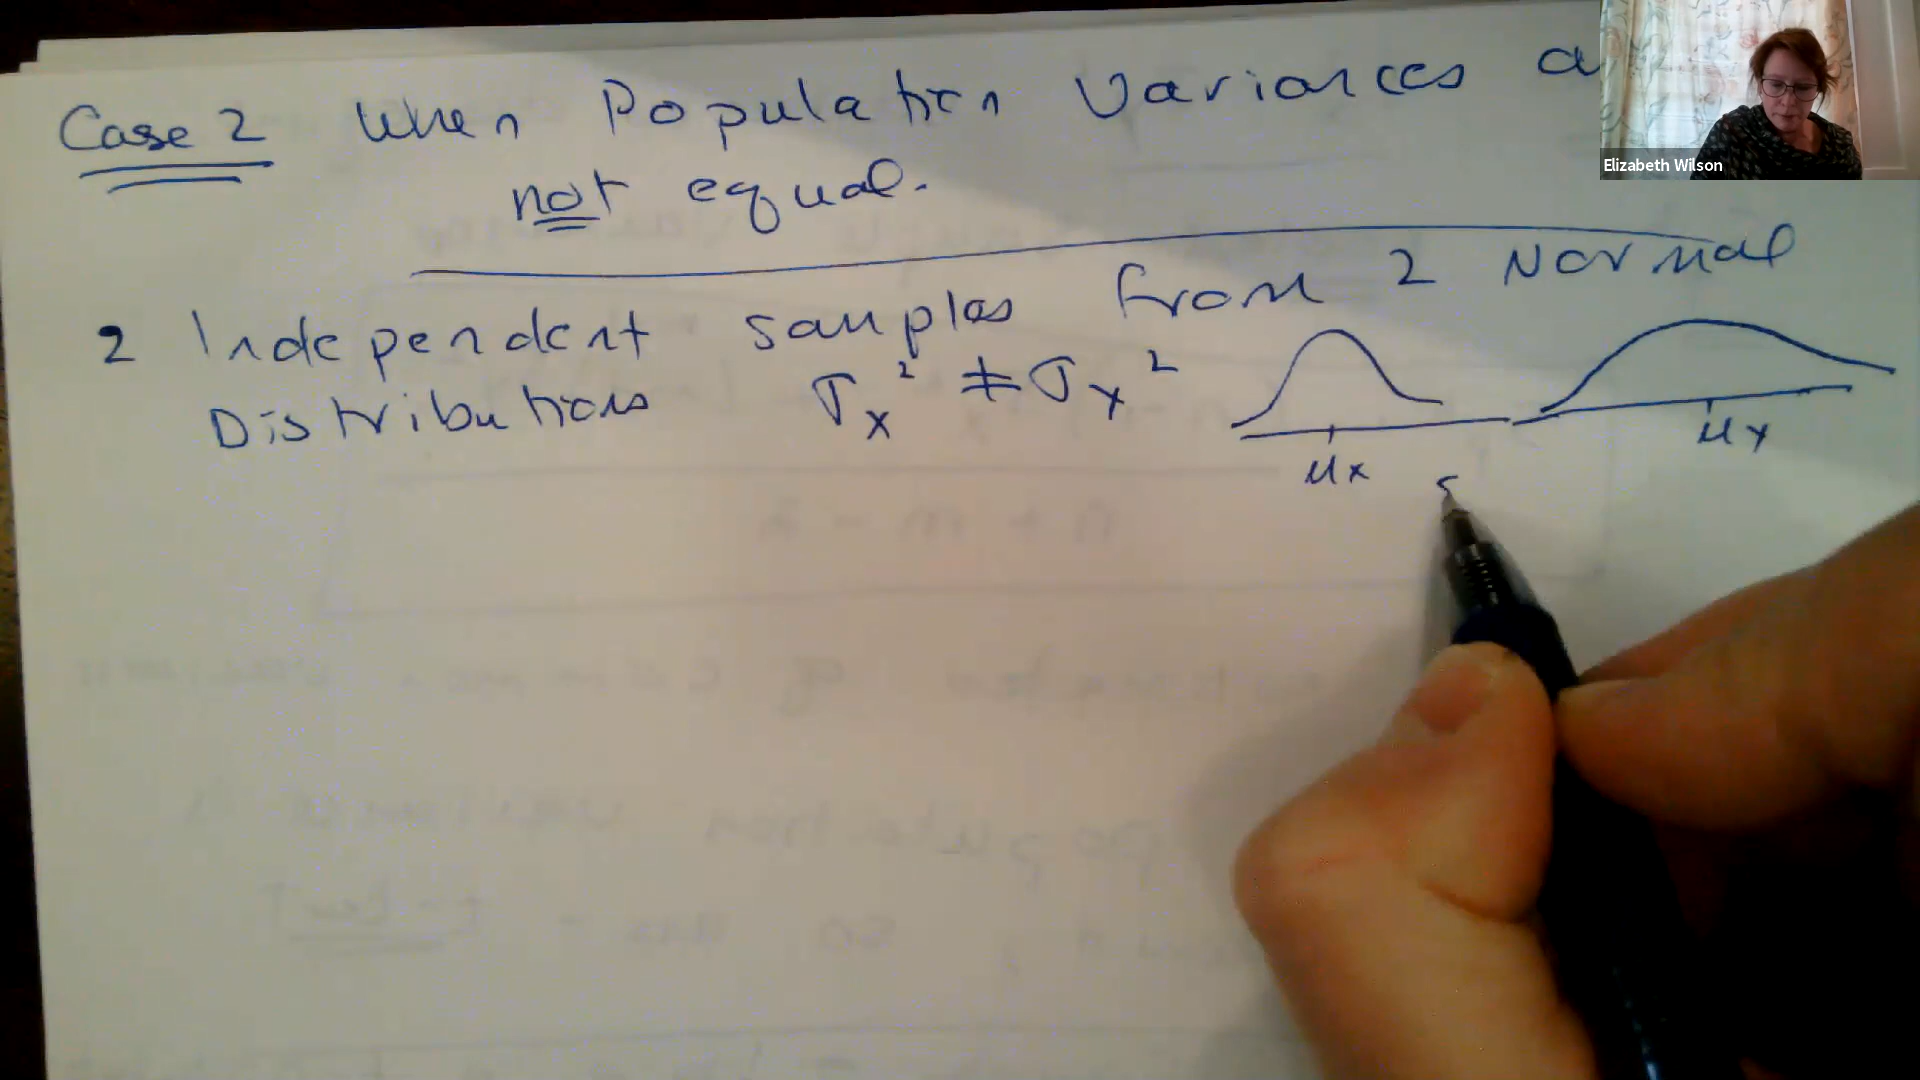 Case 2 When Population Variances a
not equal.
2 Independent samples from 2 Normal
Distributions σx² ≠ σY²
μx μY
Elizabeth Wilson